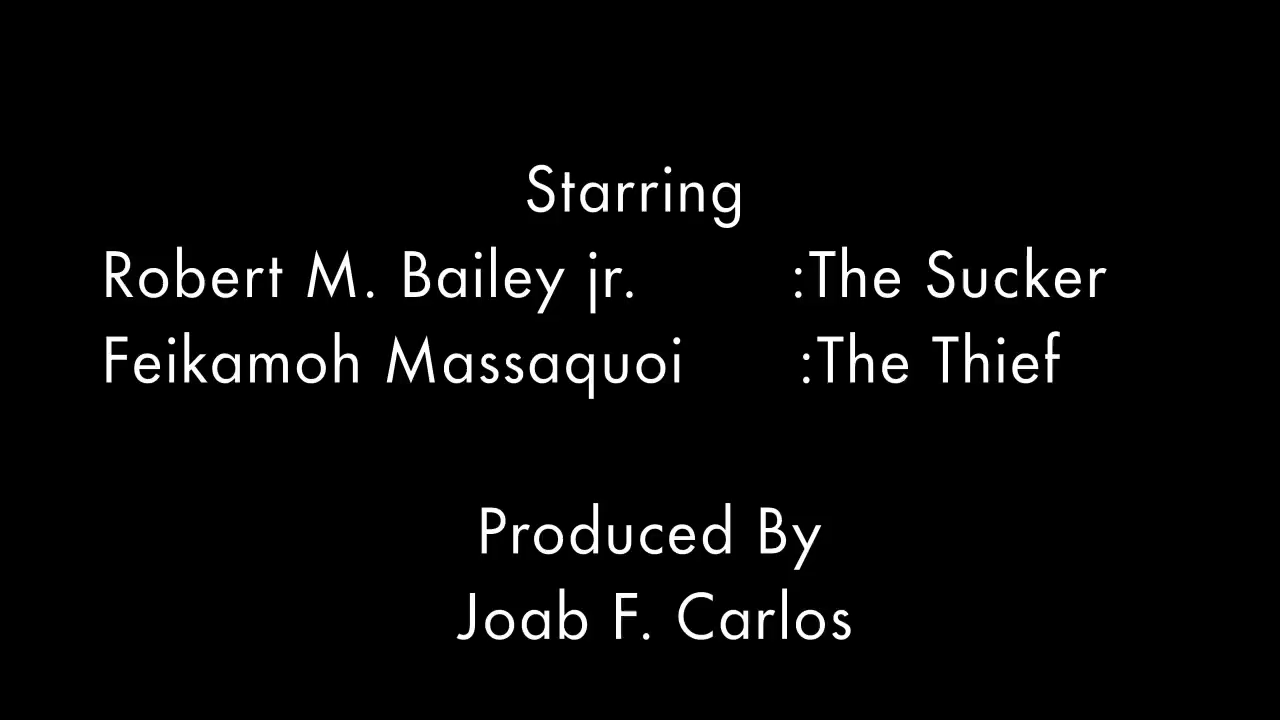 Starring
Robert M. Bailey jr. :The Sucker
Feikamoh Massaquoi :The Thief
Produced By
Joab F. Carlos